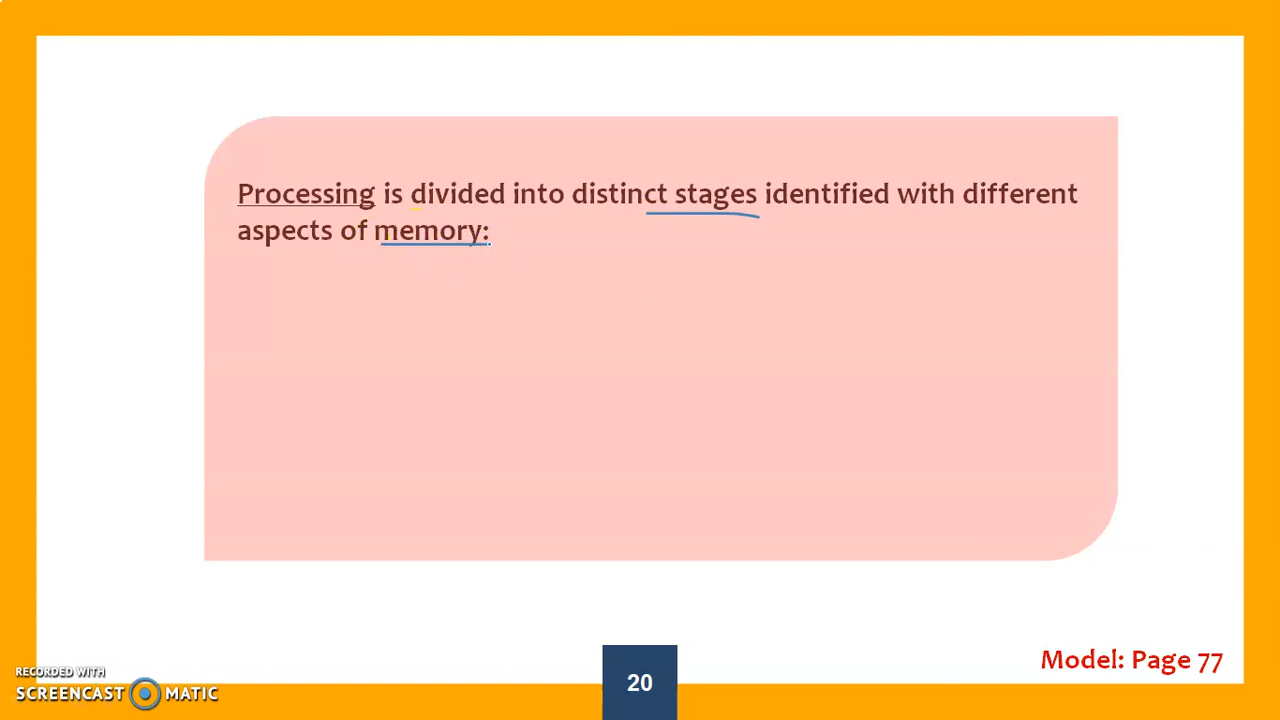 Processing is divided into distinct stages identified with different
aspects of memory:
Model: Page 77
20
RECORDED WITH
SCREENCAST MATIC